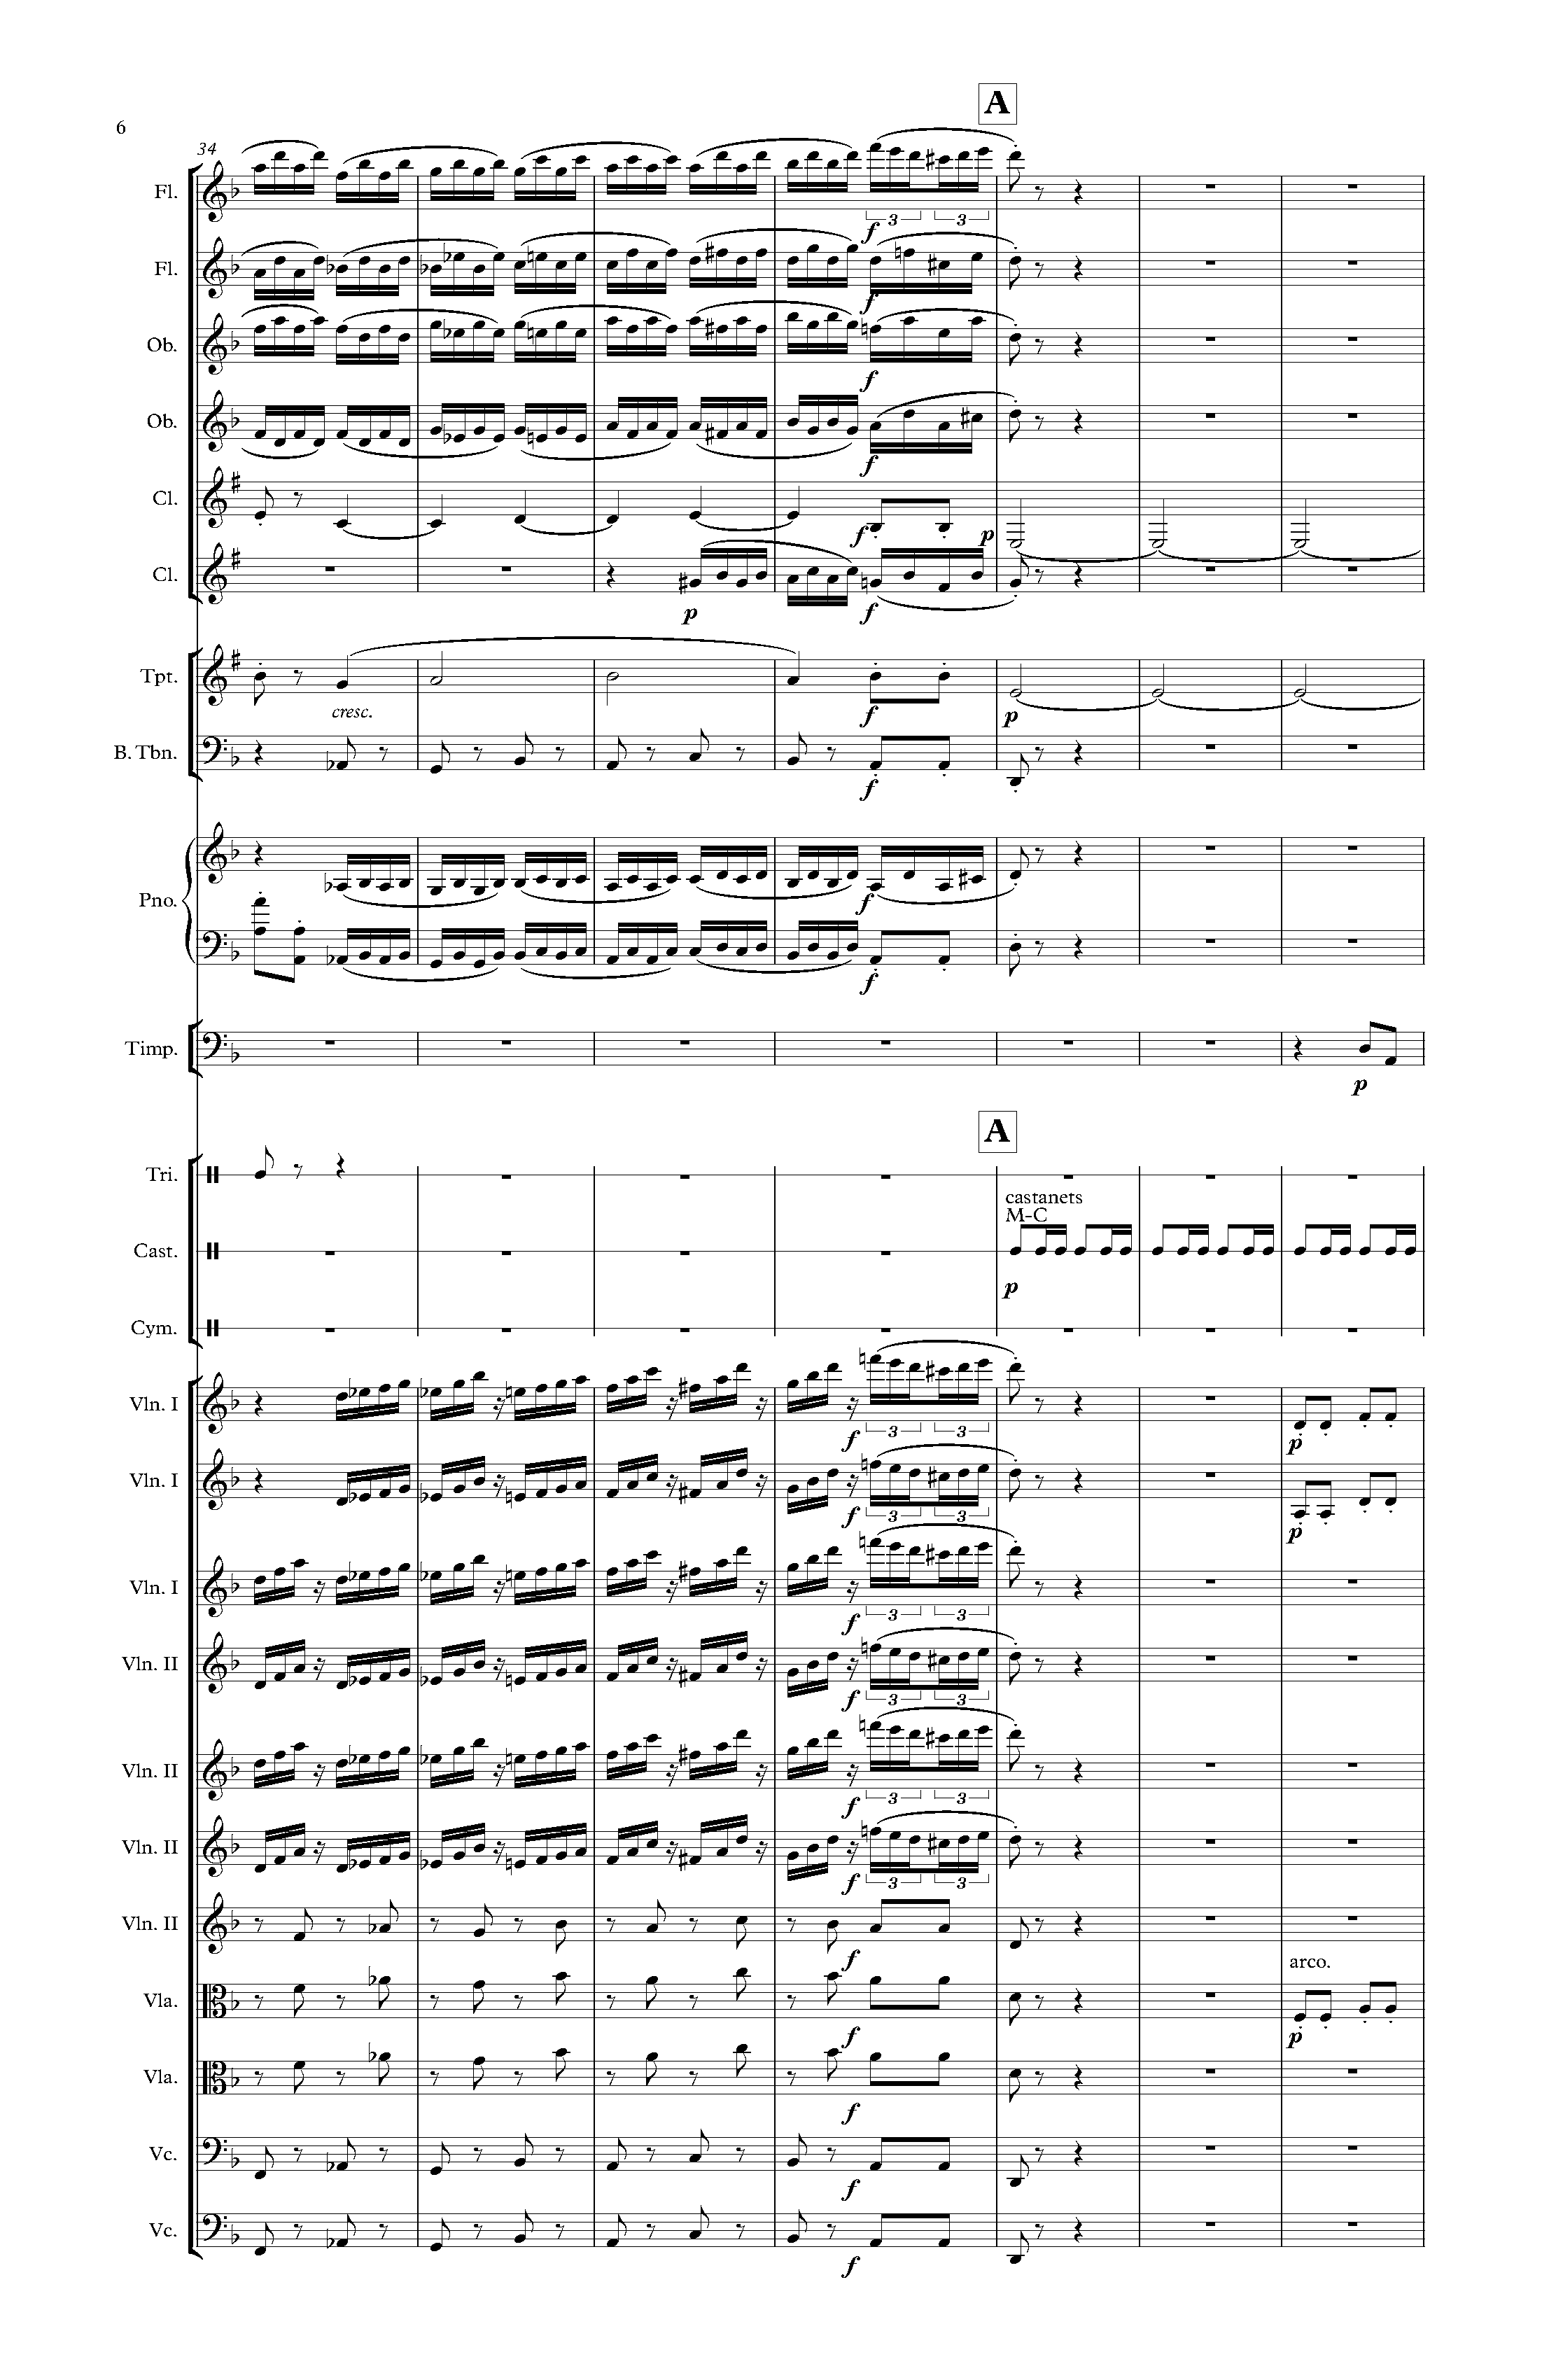 A
6
34
Fl.
3 3
f
Fl.
f
Ob.
f
Ob.
f
Cl.
f p
Cl.
p f
Tpt.
cresc. f p
B. Tbn.
f
Pno.
f
f
Timp.
p
A
Tri.
castanets
M-C
Cast.
p
Cym.
Vln. I
f 3 3 p
Vln. I
f 3 3 p
Vln. I
f 3 3
Vln. II
f 3 3
Vln. II
f 3 3
Vln. II
f 3 3
Vln. II
f
arco.
Vla.
f p
Vla.
f
Vc.
f
Vc.
f